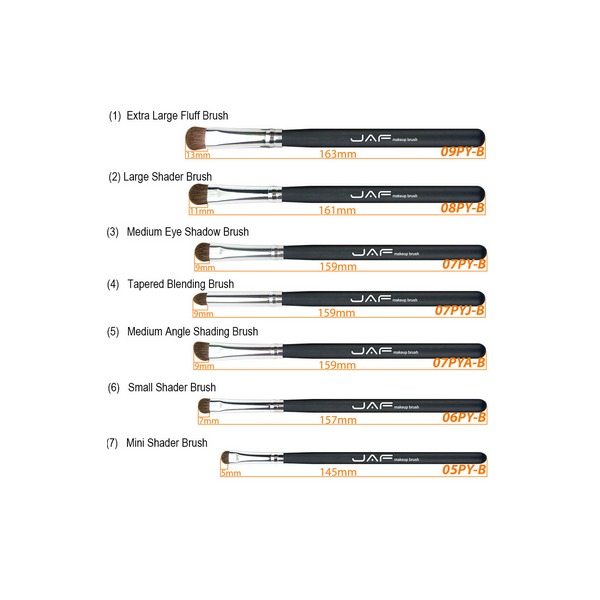 (1) Extra Large Fluff Brush
JAF makeup brush
13mm 163mm 09PY-B
(2) Large Shader Brush
JAF makeup brush
11mm 161mm 08PY-B
(3) Medium Eye Shadow Brush
JAF makeup brush
9mm 159mm 07PY-B
(4) Tapered Blending Brush
JAF makeup brush
9mm 159mm 07PYJ-B
(5) Medium Angle Shading Brush
JAF makeup brush
9mm 159mm 07PYA-B
(6) Small Shader Brush
JAF makeup brush
7mm 157mm 06PY-B
(7) Mini Shader Brush
JAF makeup brush
5mm 145mm 05PY-B